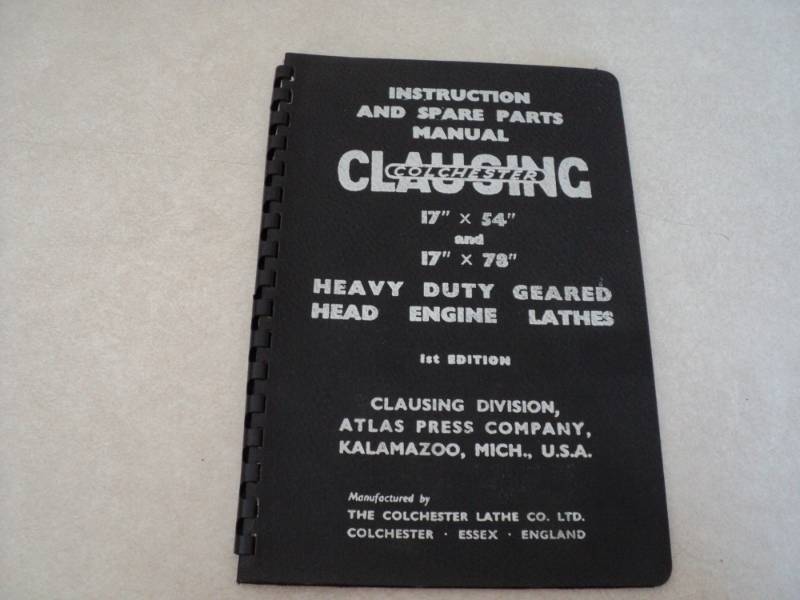 INSTRUCTION
AND SPARE PARTS
MANUAL
CLAUSING
COLCHESTER
17" × 54"
and
17" × 78"
HEAVY DUTY GEARED
HEAD ENGINE LATHES
1st EDITION
CLAUSING DIVISION,
ATLAS PRESS COMPANY,
KALAMAZOO, MICH., U.S.A.
Manufactured by
THE COLCHESTER LATHE CO. LTD.
COLCHESTER · ESSEX · ENGLAND